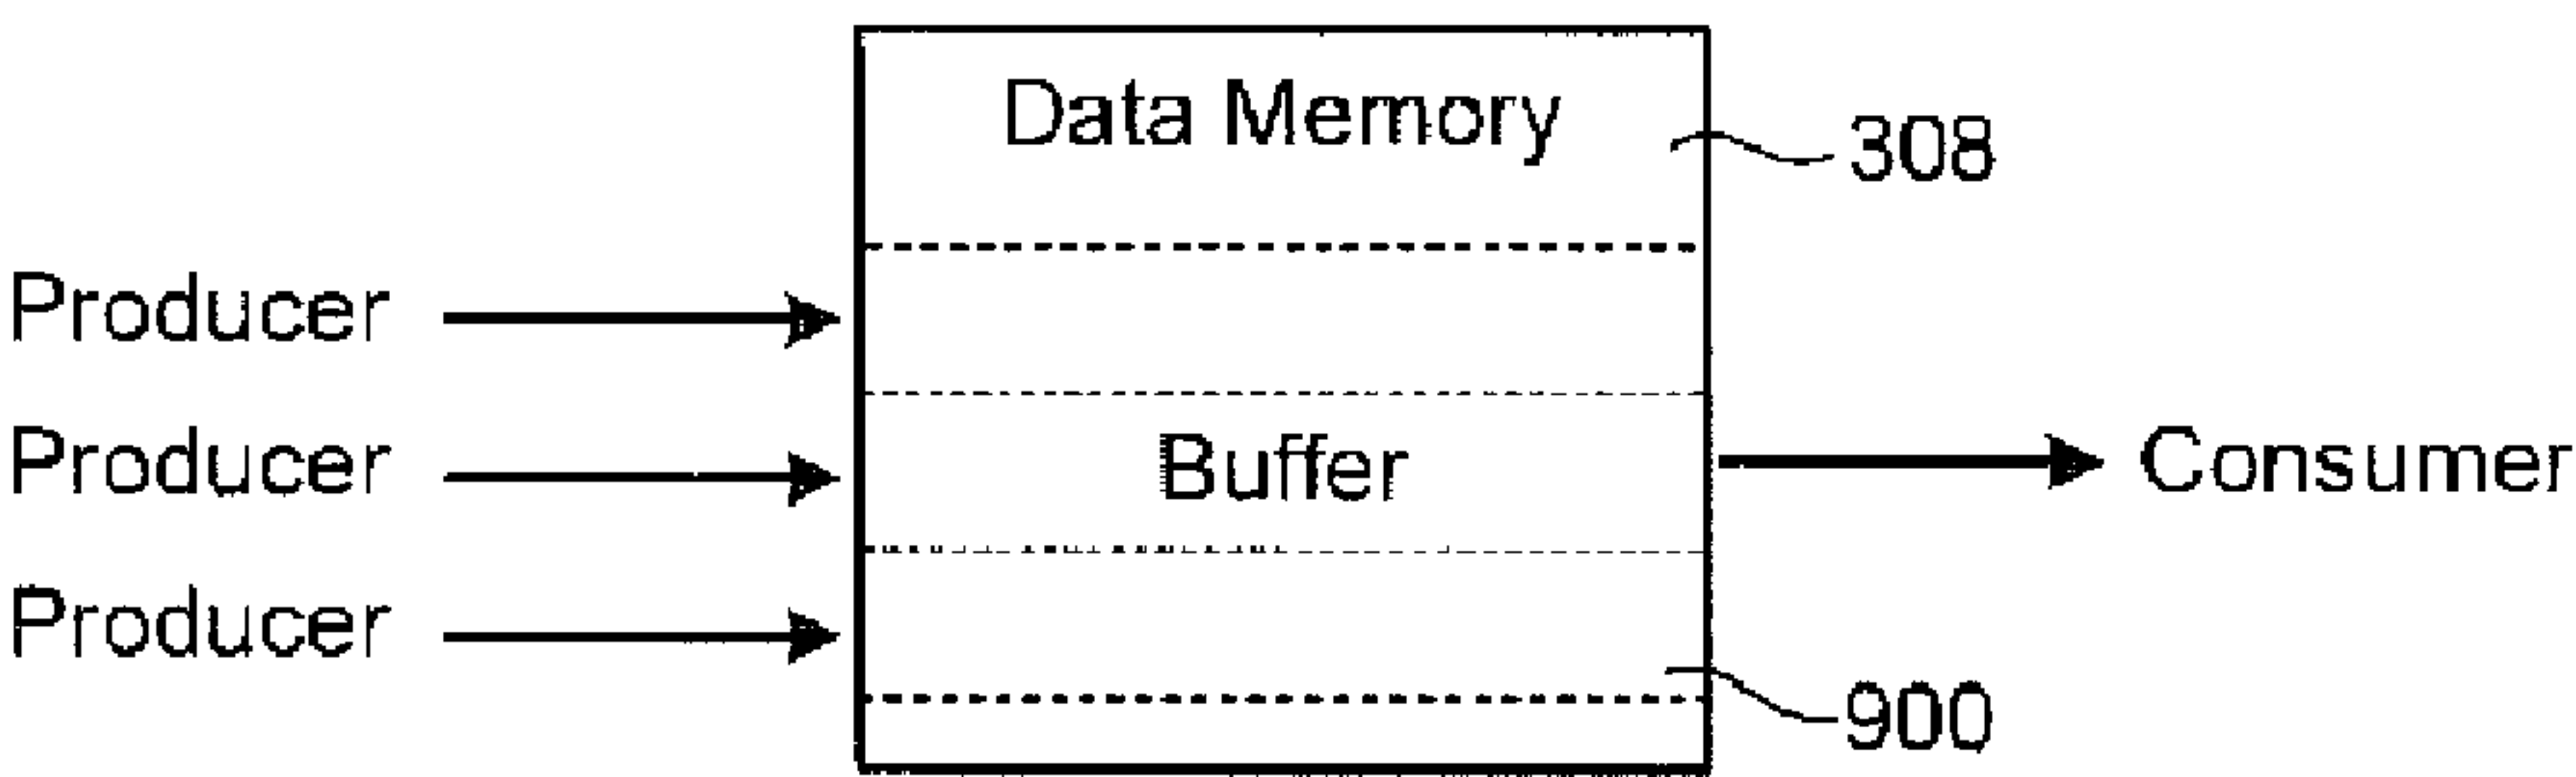 Data Memory
308
Producer
Producer
Buffer
Consumer
Producer
900